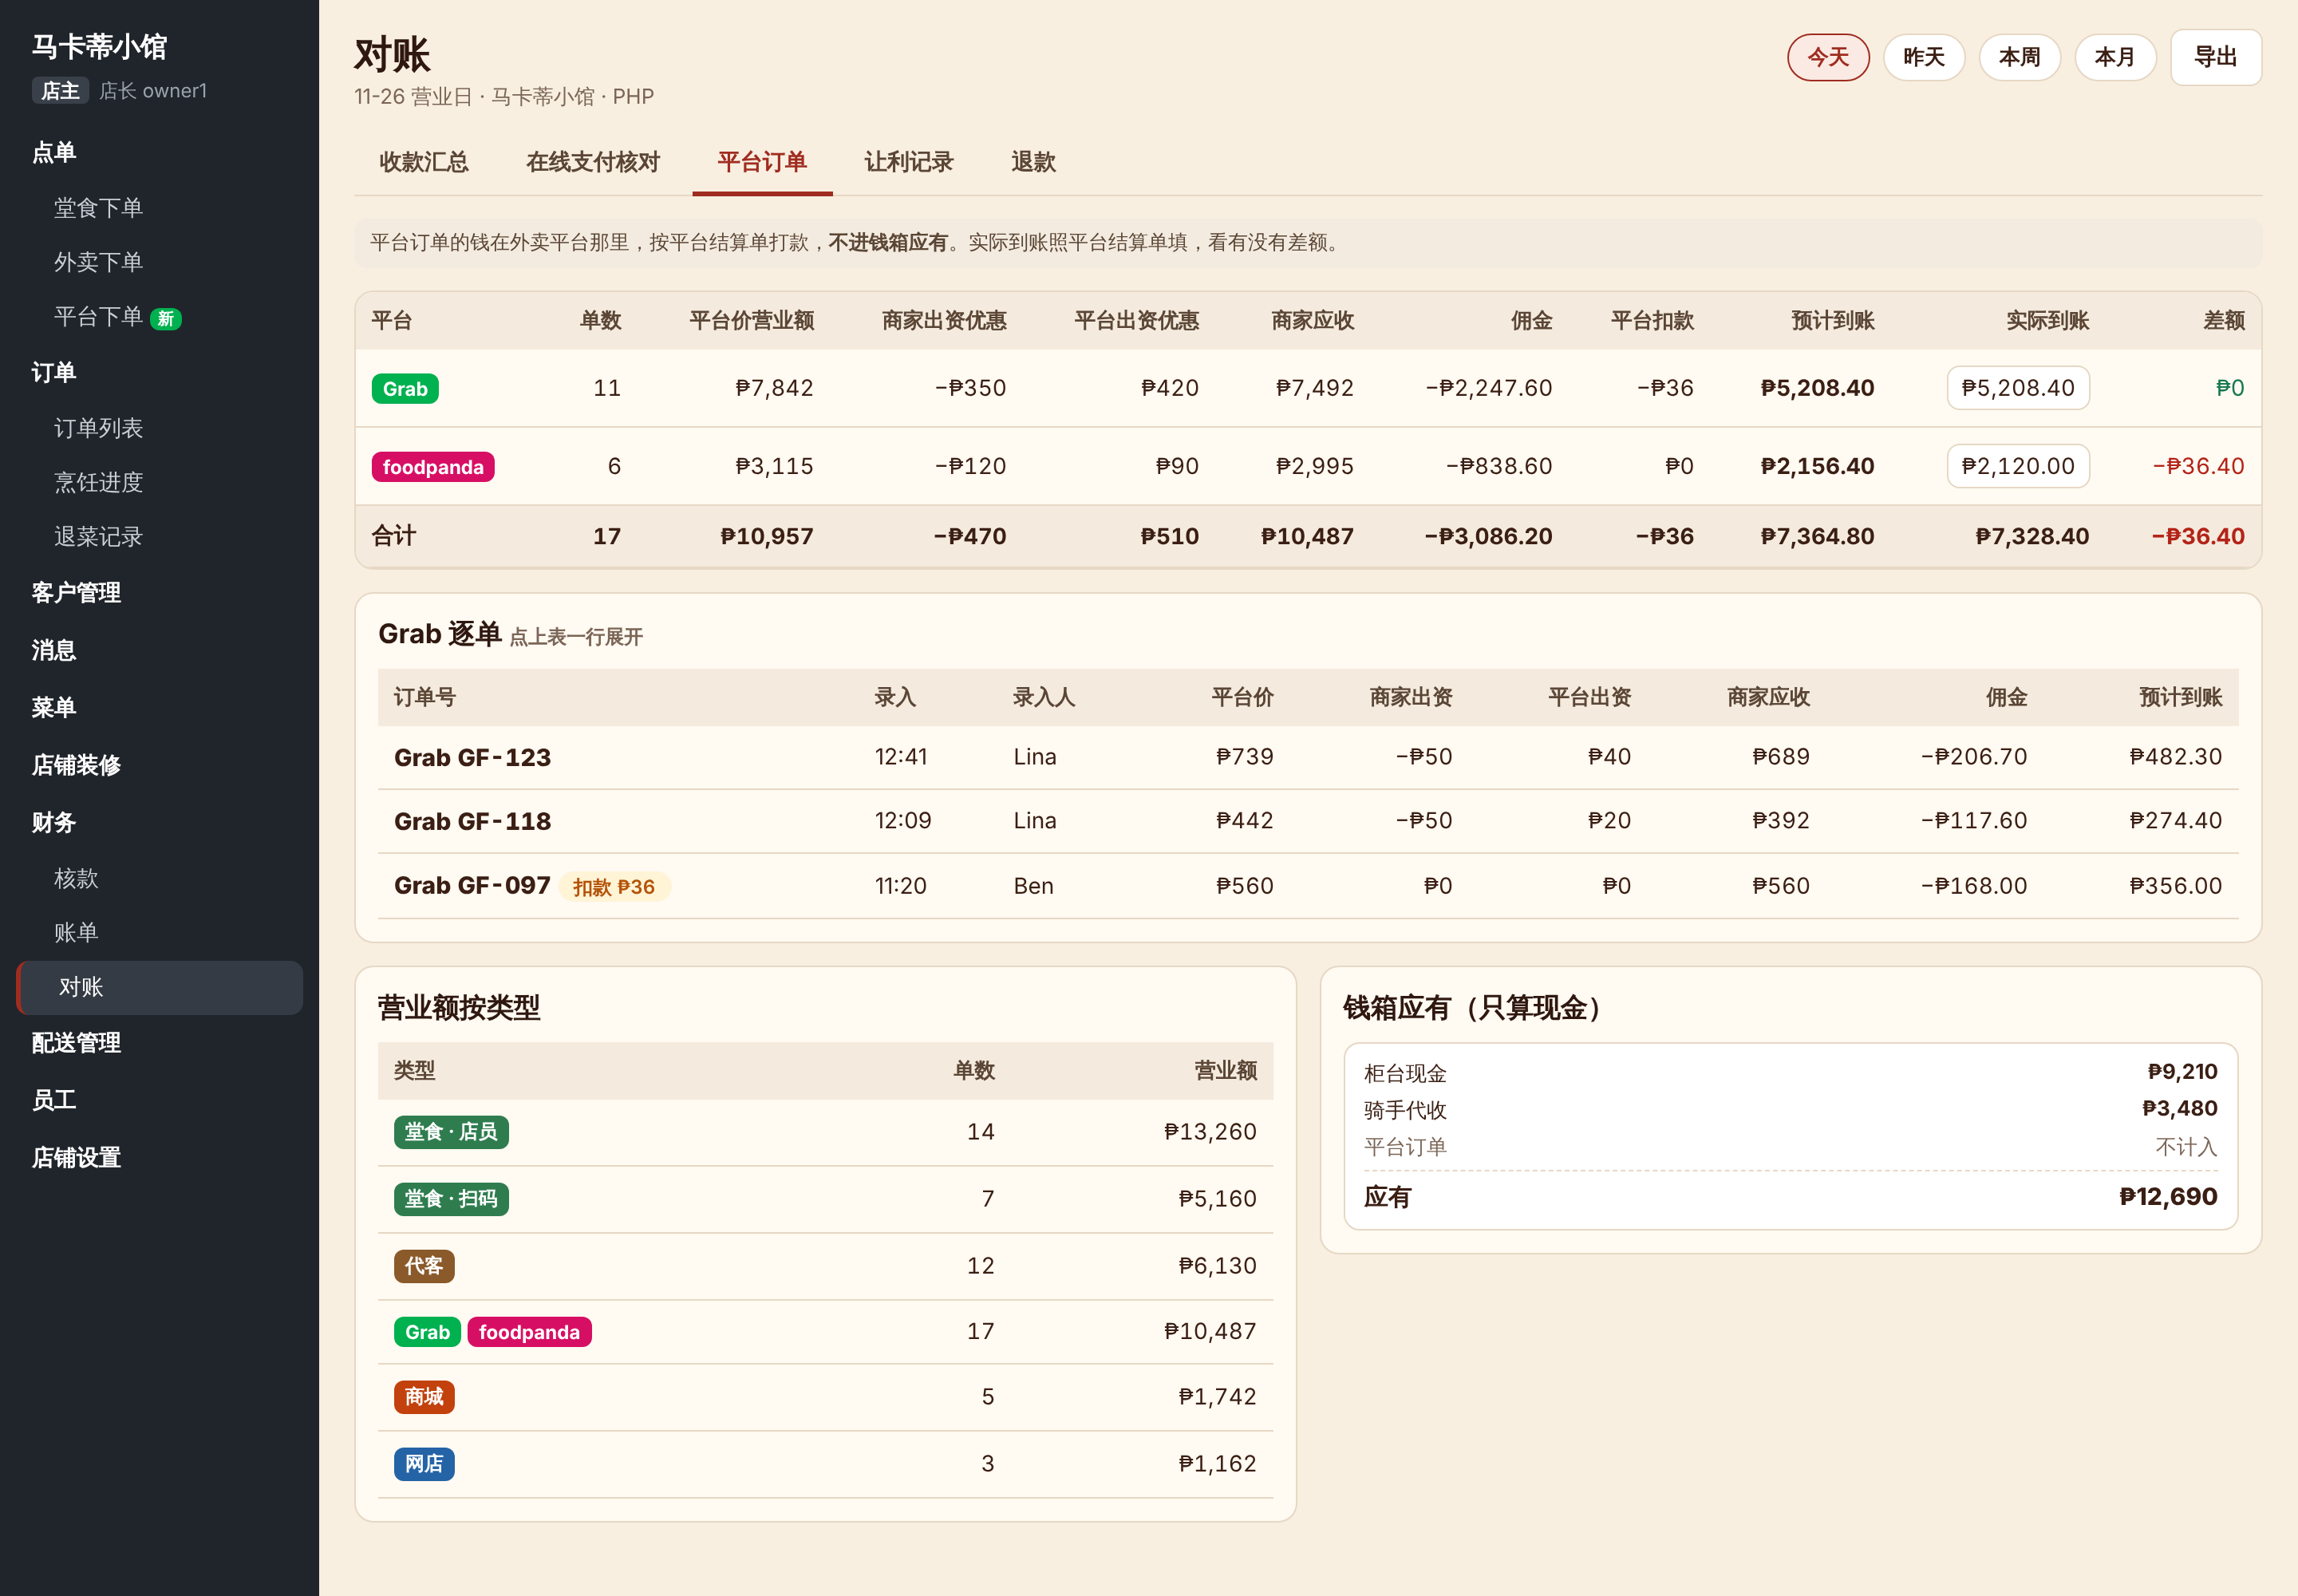 马卡蒂小馆
店主 店长 owner1
点单
堂食下单
外卖下单
平台下单 新
订单
订单列表
烹饪进度
退菜记录
客户管理
消息
菜单
店铺装修
财务
核款
账单
对账
配送管理
员工
店铺设置
对账
11-26 营业日 · 马卡蒂小馆 · PHP
今天 昨天 本周 本月 导出
收款汇总 在线支付核对 平台订单 让利记录 退款
平台订单的钱在外卖平台那里，按平台结算单打款，不进钱箱应有。实际到账照平台结算单填，看有没有差额。
平台 单数 平台价营业额 商家出资优惠 平台出资优惠 商家应收 佣金 平台扣款 预计到账 实际到账 差额
Grab 11 ₱7,842 −₱350 ₱420 ₱7,492 −₱2,247.60 −₱36 ₱5,208.40 ₱5,208.40 ₱0
foodpanda 6 ₱3,115 −₱120 ₱90 ₱2,995 −₱838.60 ₱0 ₱2,156.40 ₱2,120.00 −₱36.40
合计 17 ₱10,957 −₱470 ₱510 ₱10,487 −₱3,086.20 −₱36 ₱7,364.80 ₱7,328.40 −₱36.40
Grab 逐单 点上表一行展开
订单号 录入 录入人 平台价 商家出资 平台出资 商家应收 佣金 预计到账
Grab GF-123 12:41 Lina ₱739 −₱50 ₱40 ₱689 −₱206.70 ₱482.30
Grab GF-118 12:09 Lina ₱442 −₱50 ₱20 ₱392 −₱117.60 ₱274.40
Grab GF-097 扣款 ₱36 11:20 Ben ₱560 ₱0 ₱0 ₱560 −₱168.00 ₱356.00
营业额按类型
类型 单数 营业额
堂食 · 店员 14 ₱13,260
堂食 · 扫码 7 ₱5,160
代客 12 ₱6,130
Grab foodpanda 17 ₱10,487
商城 5 ₱1,742
网店 3 ₱1,162
钱箱应有（只算现金）
柜台现金 ₱9,210
骑手代收 ₱3,480
平台订单 不计入
应有 ₱12,690